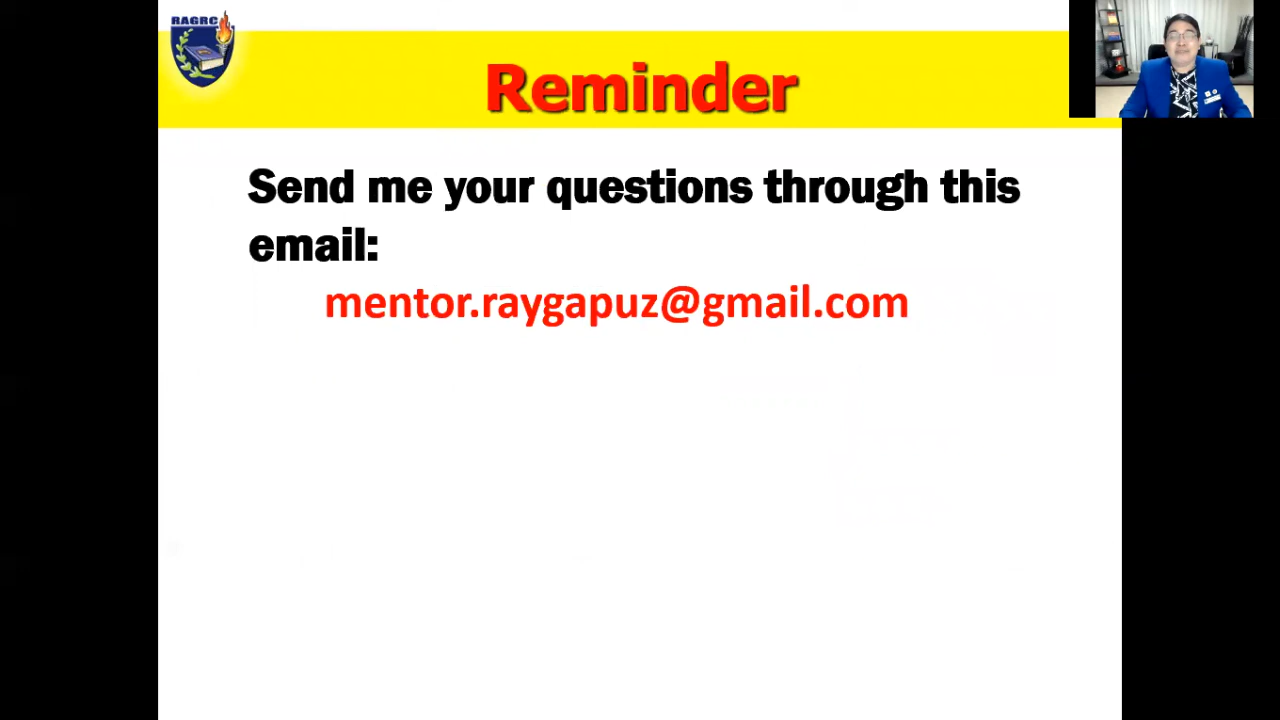 RAGRC
Reminder
Send me your questions through this
email:
mentor.raygapuz@gmail.com